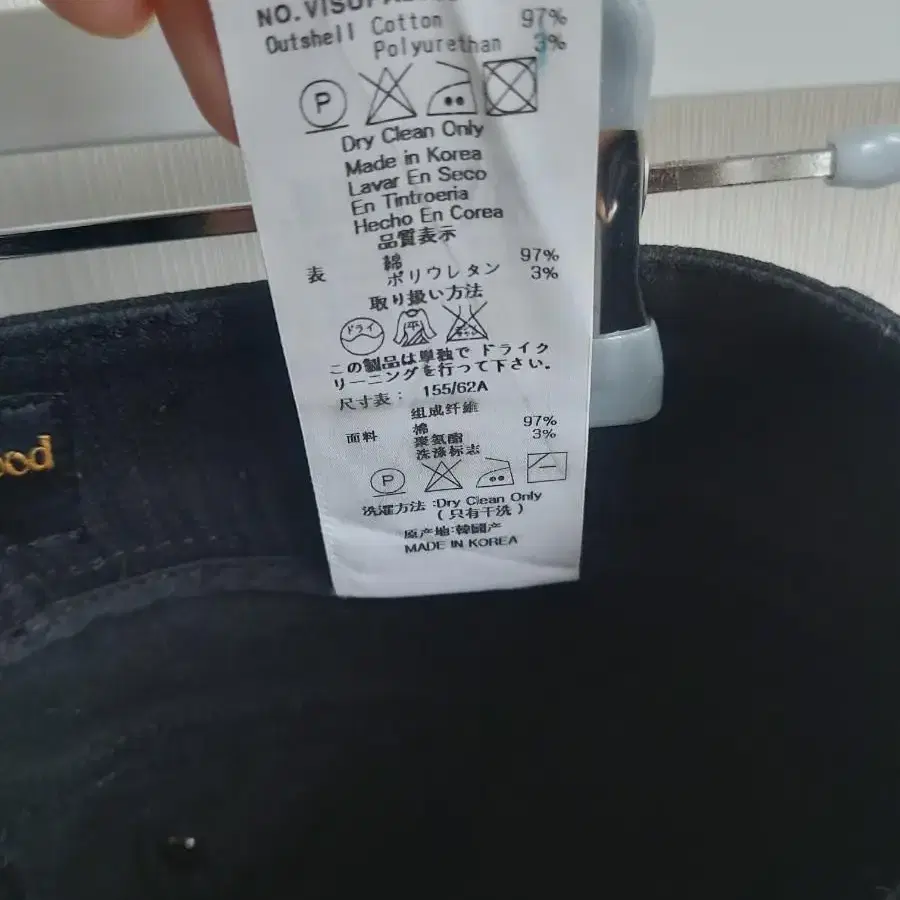 Outshell Cotton 97%
Polyurethan 3%
P
Dry Clean Only
Made in Korea
Lavar En Seco
En Tintroeria
Hecho En Corea
品質表示
表 綿 97%
ポリウレタン 3%
取り扱い方法
ドライ 平
この製品は単独で ドライク
リーニングを行って下さい。
尺寸表： 155/62A
组成纤维
面料 棉 97%
聚氨酯 3%
洗涤标志
P
洗濯方法 :Dry Clean Only
( 只有干洗 )
原产地:韓國产
MADE IN KOREA